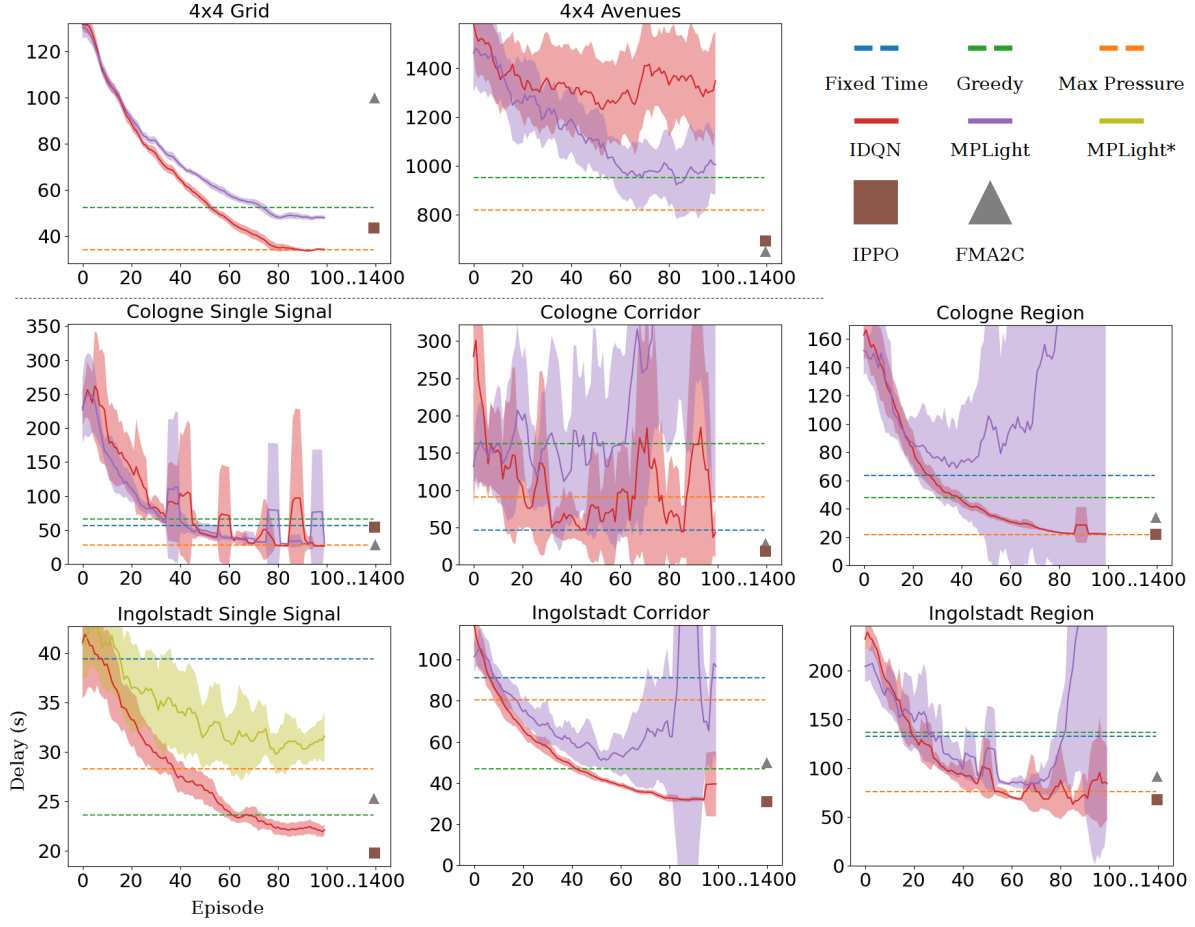 4x4 Grid
120
100
80
60
40
0 20 40 60 80 100..1400
4x4 Avenues
1400
1200
1000
800
0 20 40 60 80 100..1400
Fixed Time Greedy Max Pressure
IDQN MPLight MPLight*
IPPO FMA2C
Cologne Single Signal
350
300
250
200
150
100
50
0
0 20 40 60 80 100..1400
Cologne Corridor
300
250
200
150
100
50
0
0 20 40 60 80 100..1400
Cologne Region
160
140
120
100
80
60
40
20
0
0 20 40 60 80 100..1400
Ingolstadt Single Signal
40
35
30
25
20
0 20 40 60 80 100..1400
Delay (s)
Episode
Ingolstadt Corridor
100
80
60
40
20
0
0 20 40 60 80 100..1400
Ingolstadt Region
200
150
100
50
0
0 20 40 60 80 100..1400